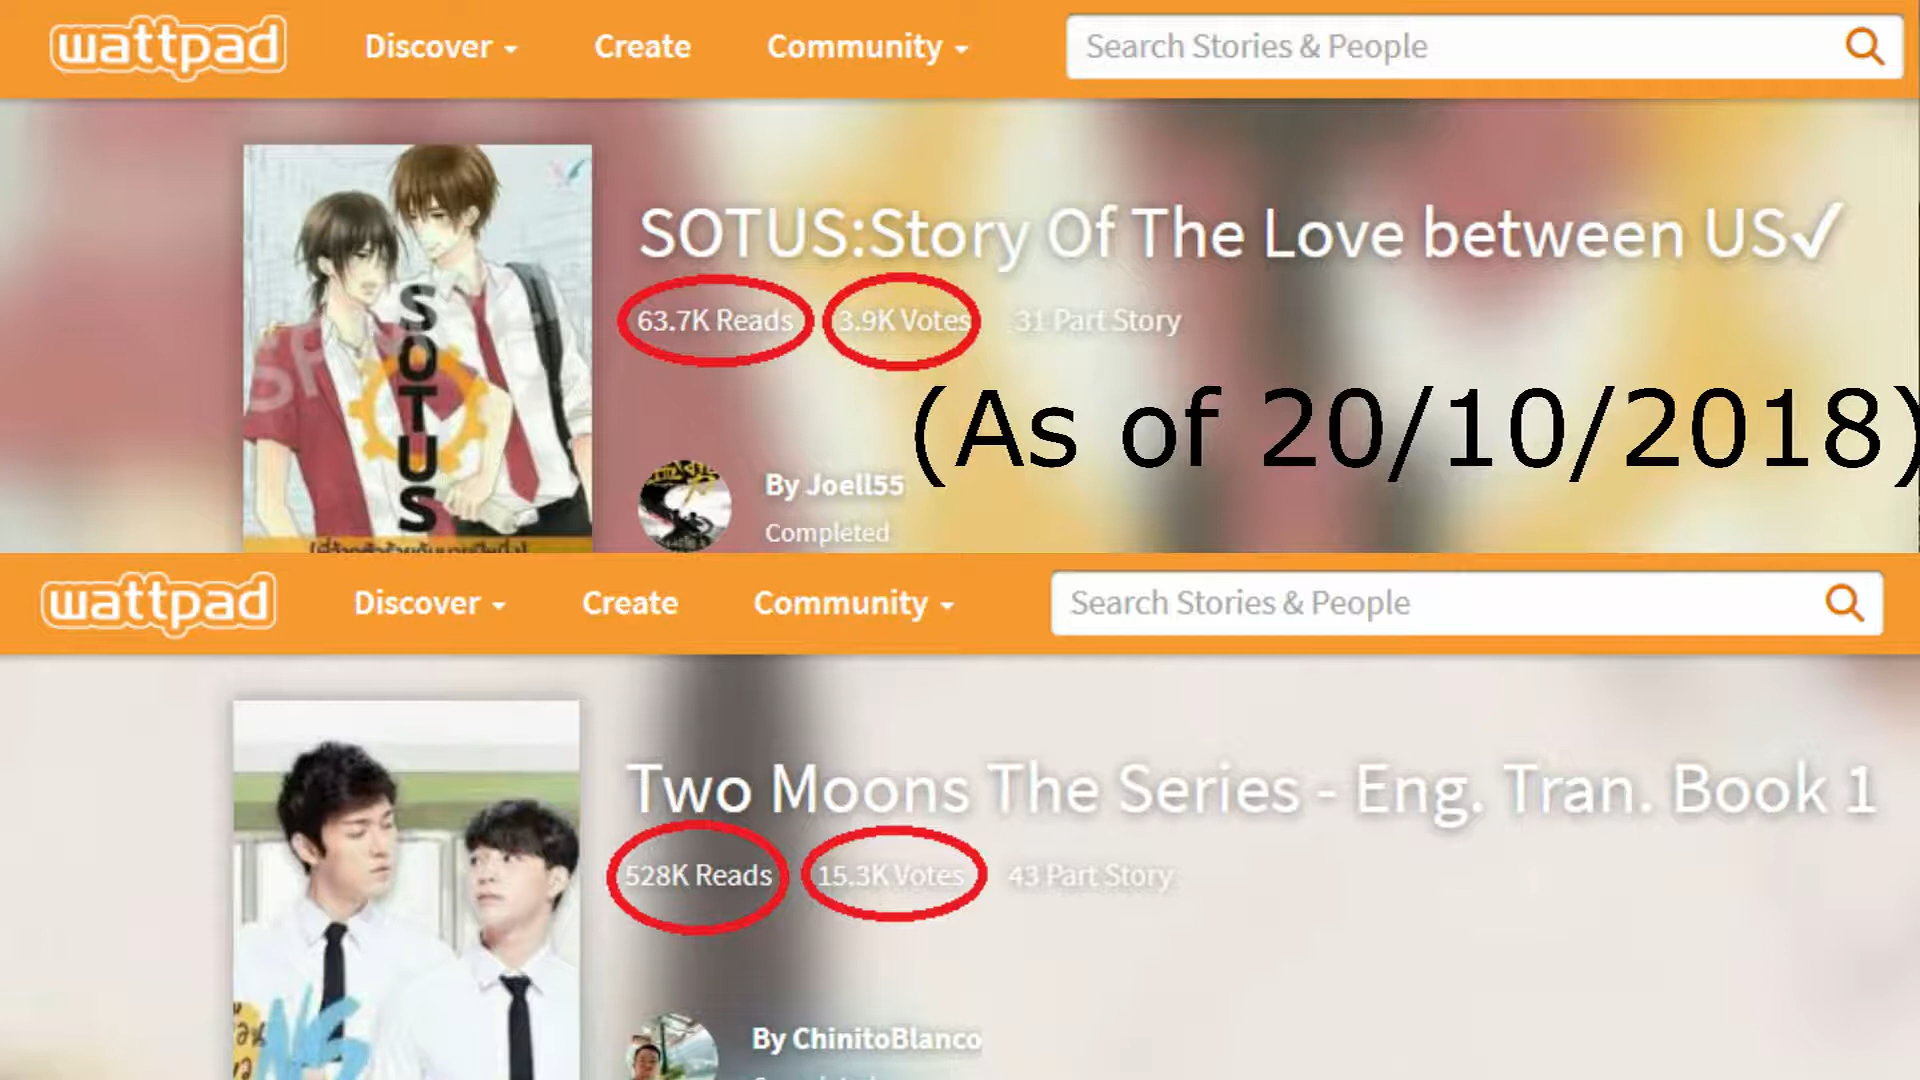 wattpad Discover Create Community Search Stories & People
SOTUS:Story Of The Love between US✓
63.7K Reads 3.9K Votes 31 Part Story
(As of 20/10/2018)
By Joell55
Completed
SOTUS
wattpad Discover Create Community Search Stories & People
Two Moons The Series - Eng. Tran. Book 1
528K Reads 15.3K Votes 43 Part Story
By ChinitoBlanco